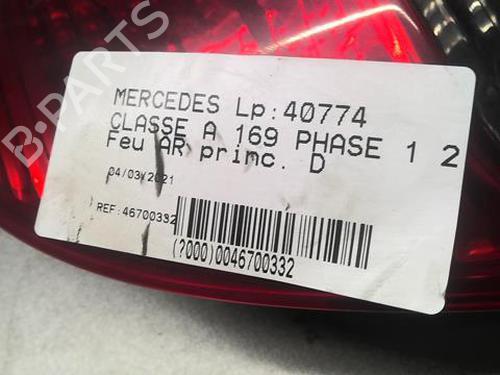 B-PARTS
MERCEDES Lp:40774
CLASSE A 169 PHASE 1 2
Feu AR princ. D
04/03/2021
REF:46700332
(?000)0046700332